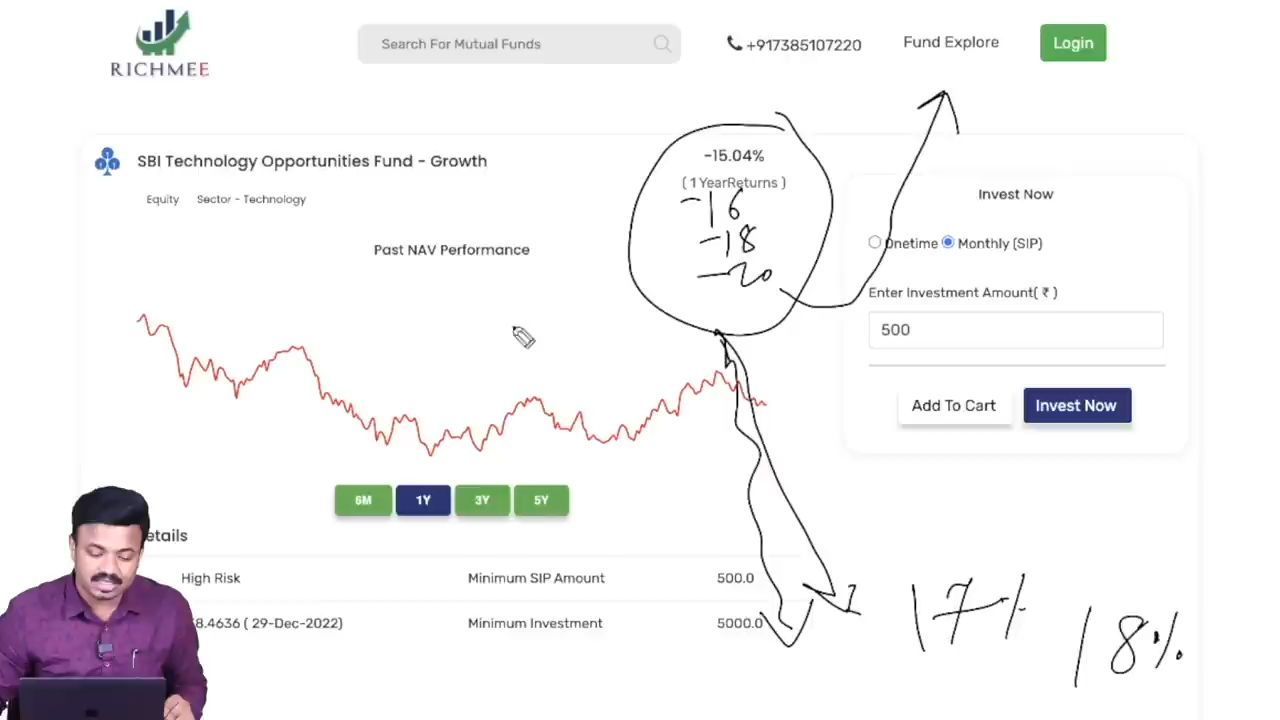 RICHMEE
Search For Mutual Funds
+917385107220
Fund Explore
Login
SBI Technology Opportunities Fund - Growth
Equity
Sector - Technology
-15.04%
( 1 YearReturns )
-16
-18
-20
Past NAV Performance
Invest Now
Onetime
Monthly (SIP)
Enter Investment Amount( ₹ )
500
Add To Cart
Invest Now
6M
1Y
3Y
5Y
etails
High Risk
Minimum SIP Amount
500.0
8.4636 ( 29-Dec-2022)
Minimum Investment
5000.0
17%
18%